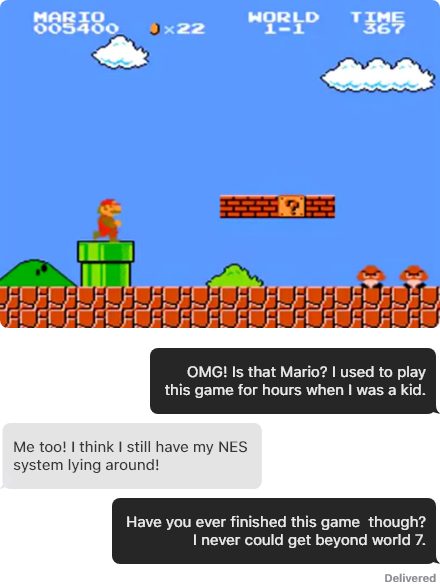 MARIO WORLD TIME
005400 ×22 1-1 367
?
OMG! Is that Mario? I used to play
this game for hours when I was a kid.
Me too! I think I still have my NES
system lying around!
Have you ever finished this game though?
I never could get beyond world 7.
Delivered